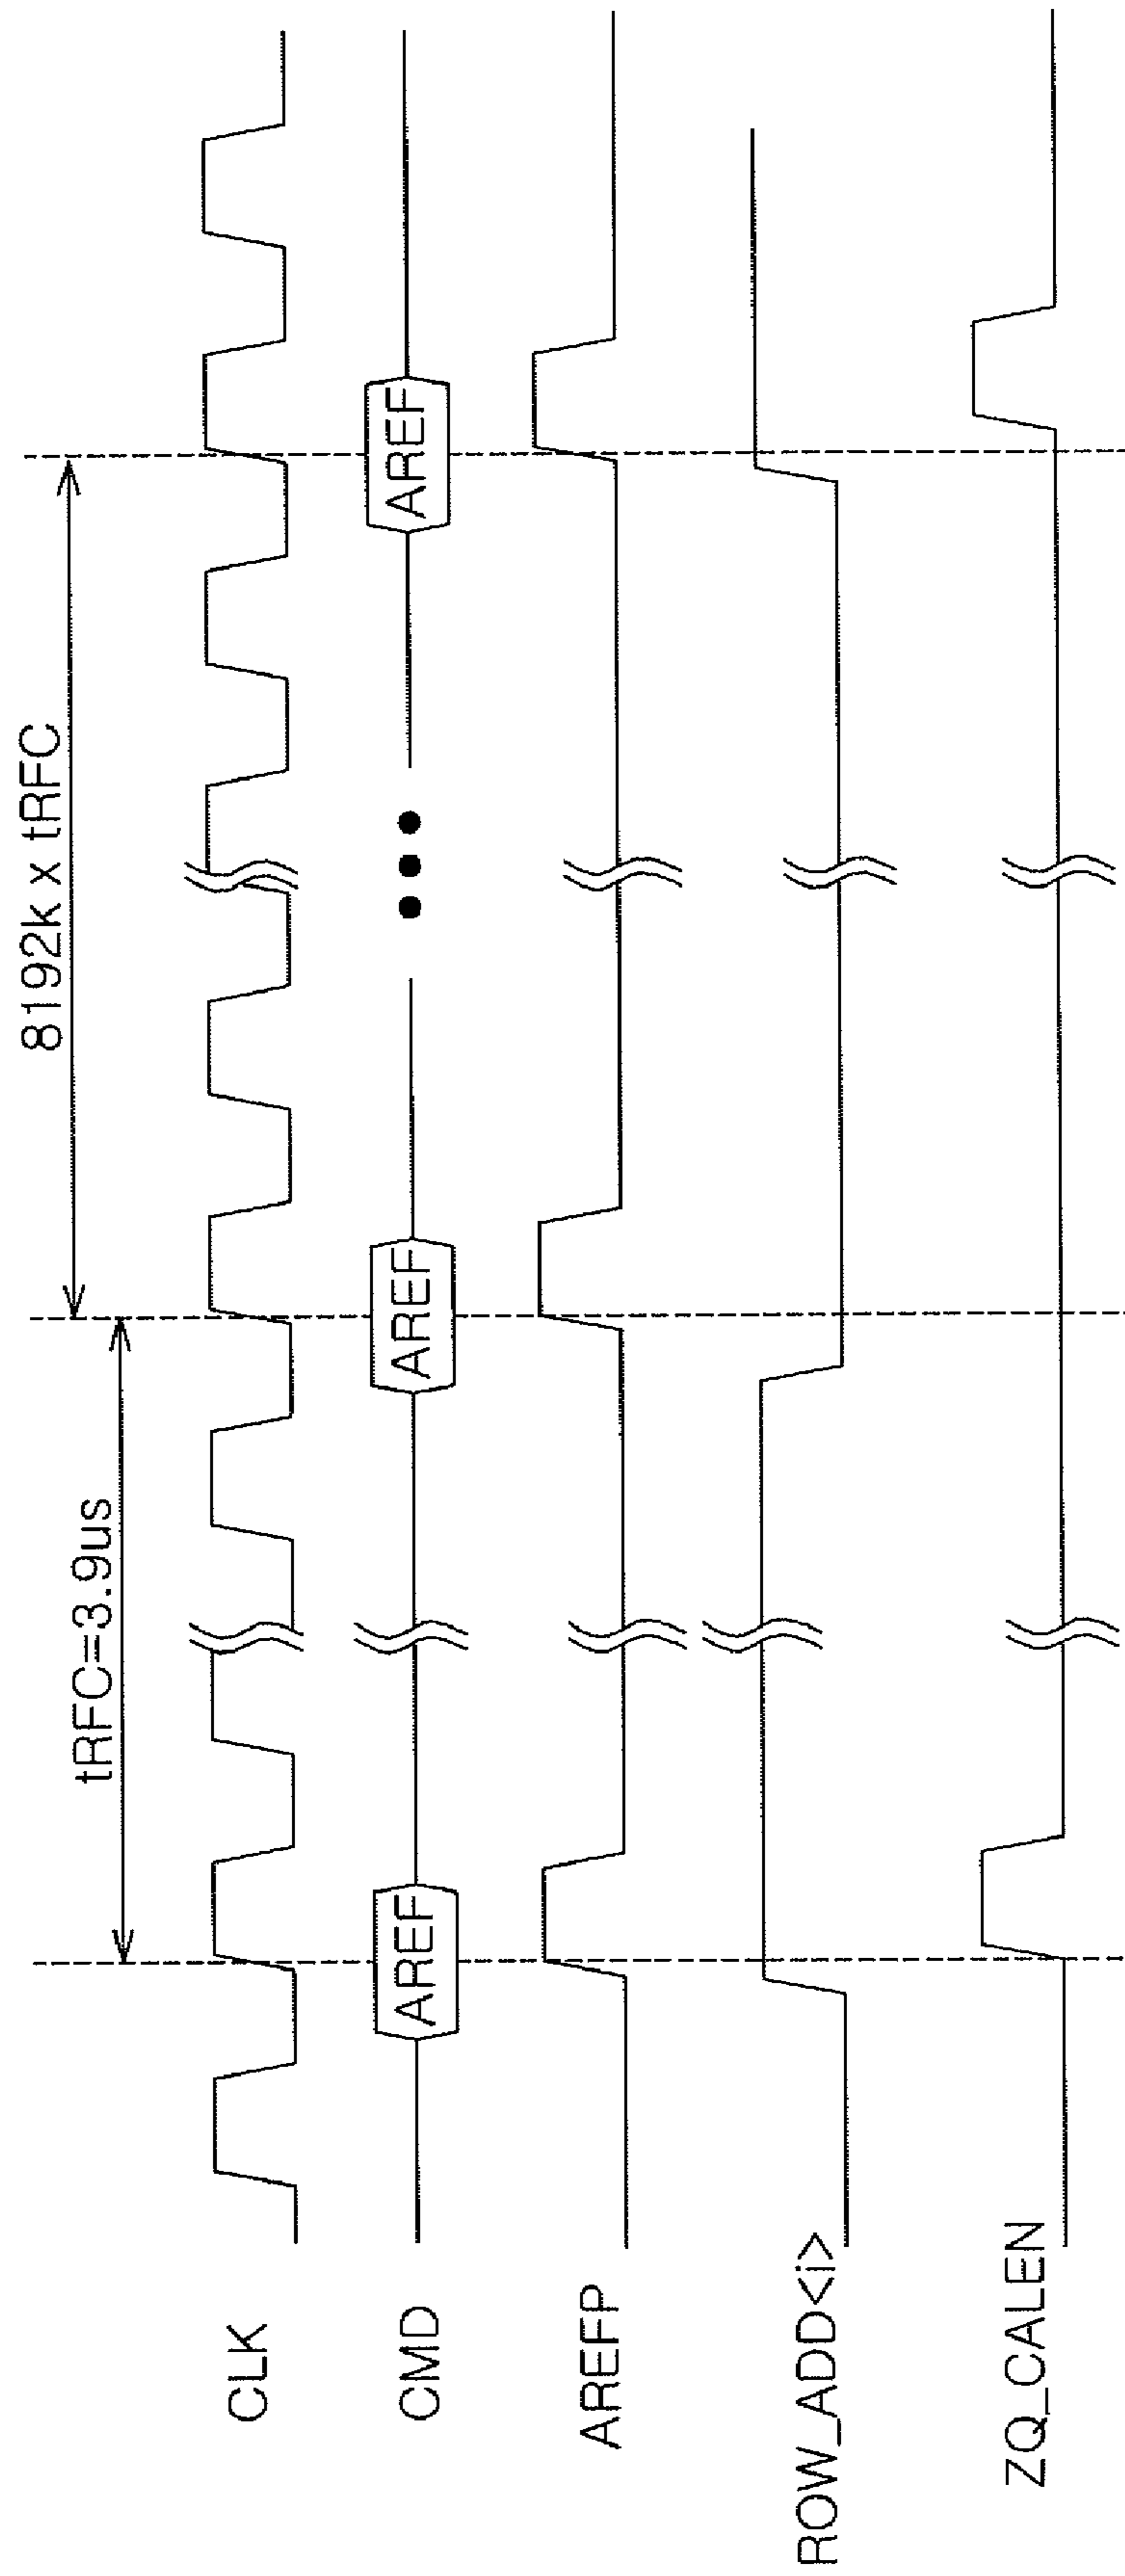 8192k x tRFC
tRFC=3.9us
CLK
CMD
AREF
AREF
AREF
AREFP
ROW_ADD<i>
ZQ_CALEN